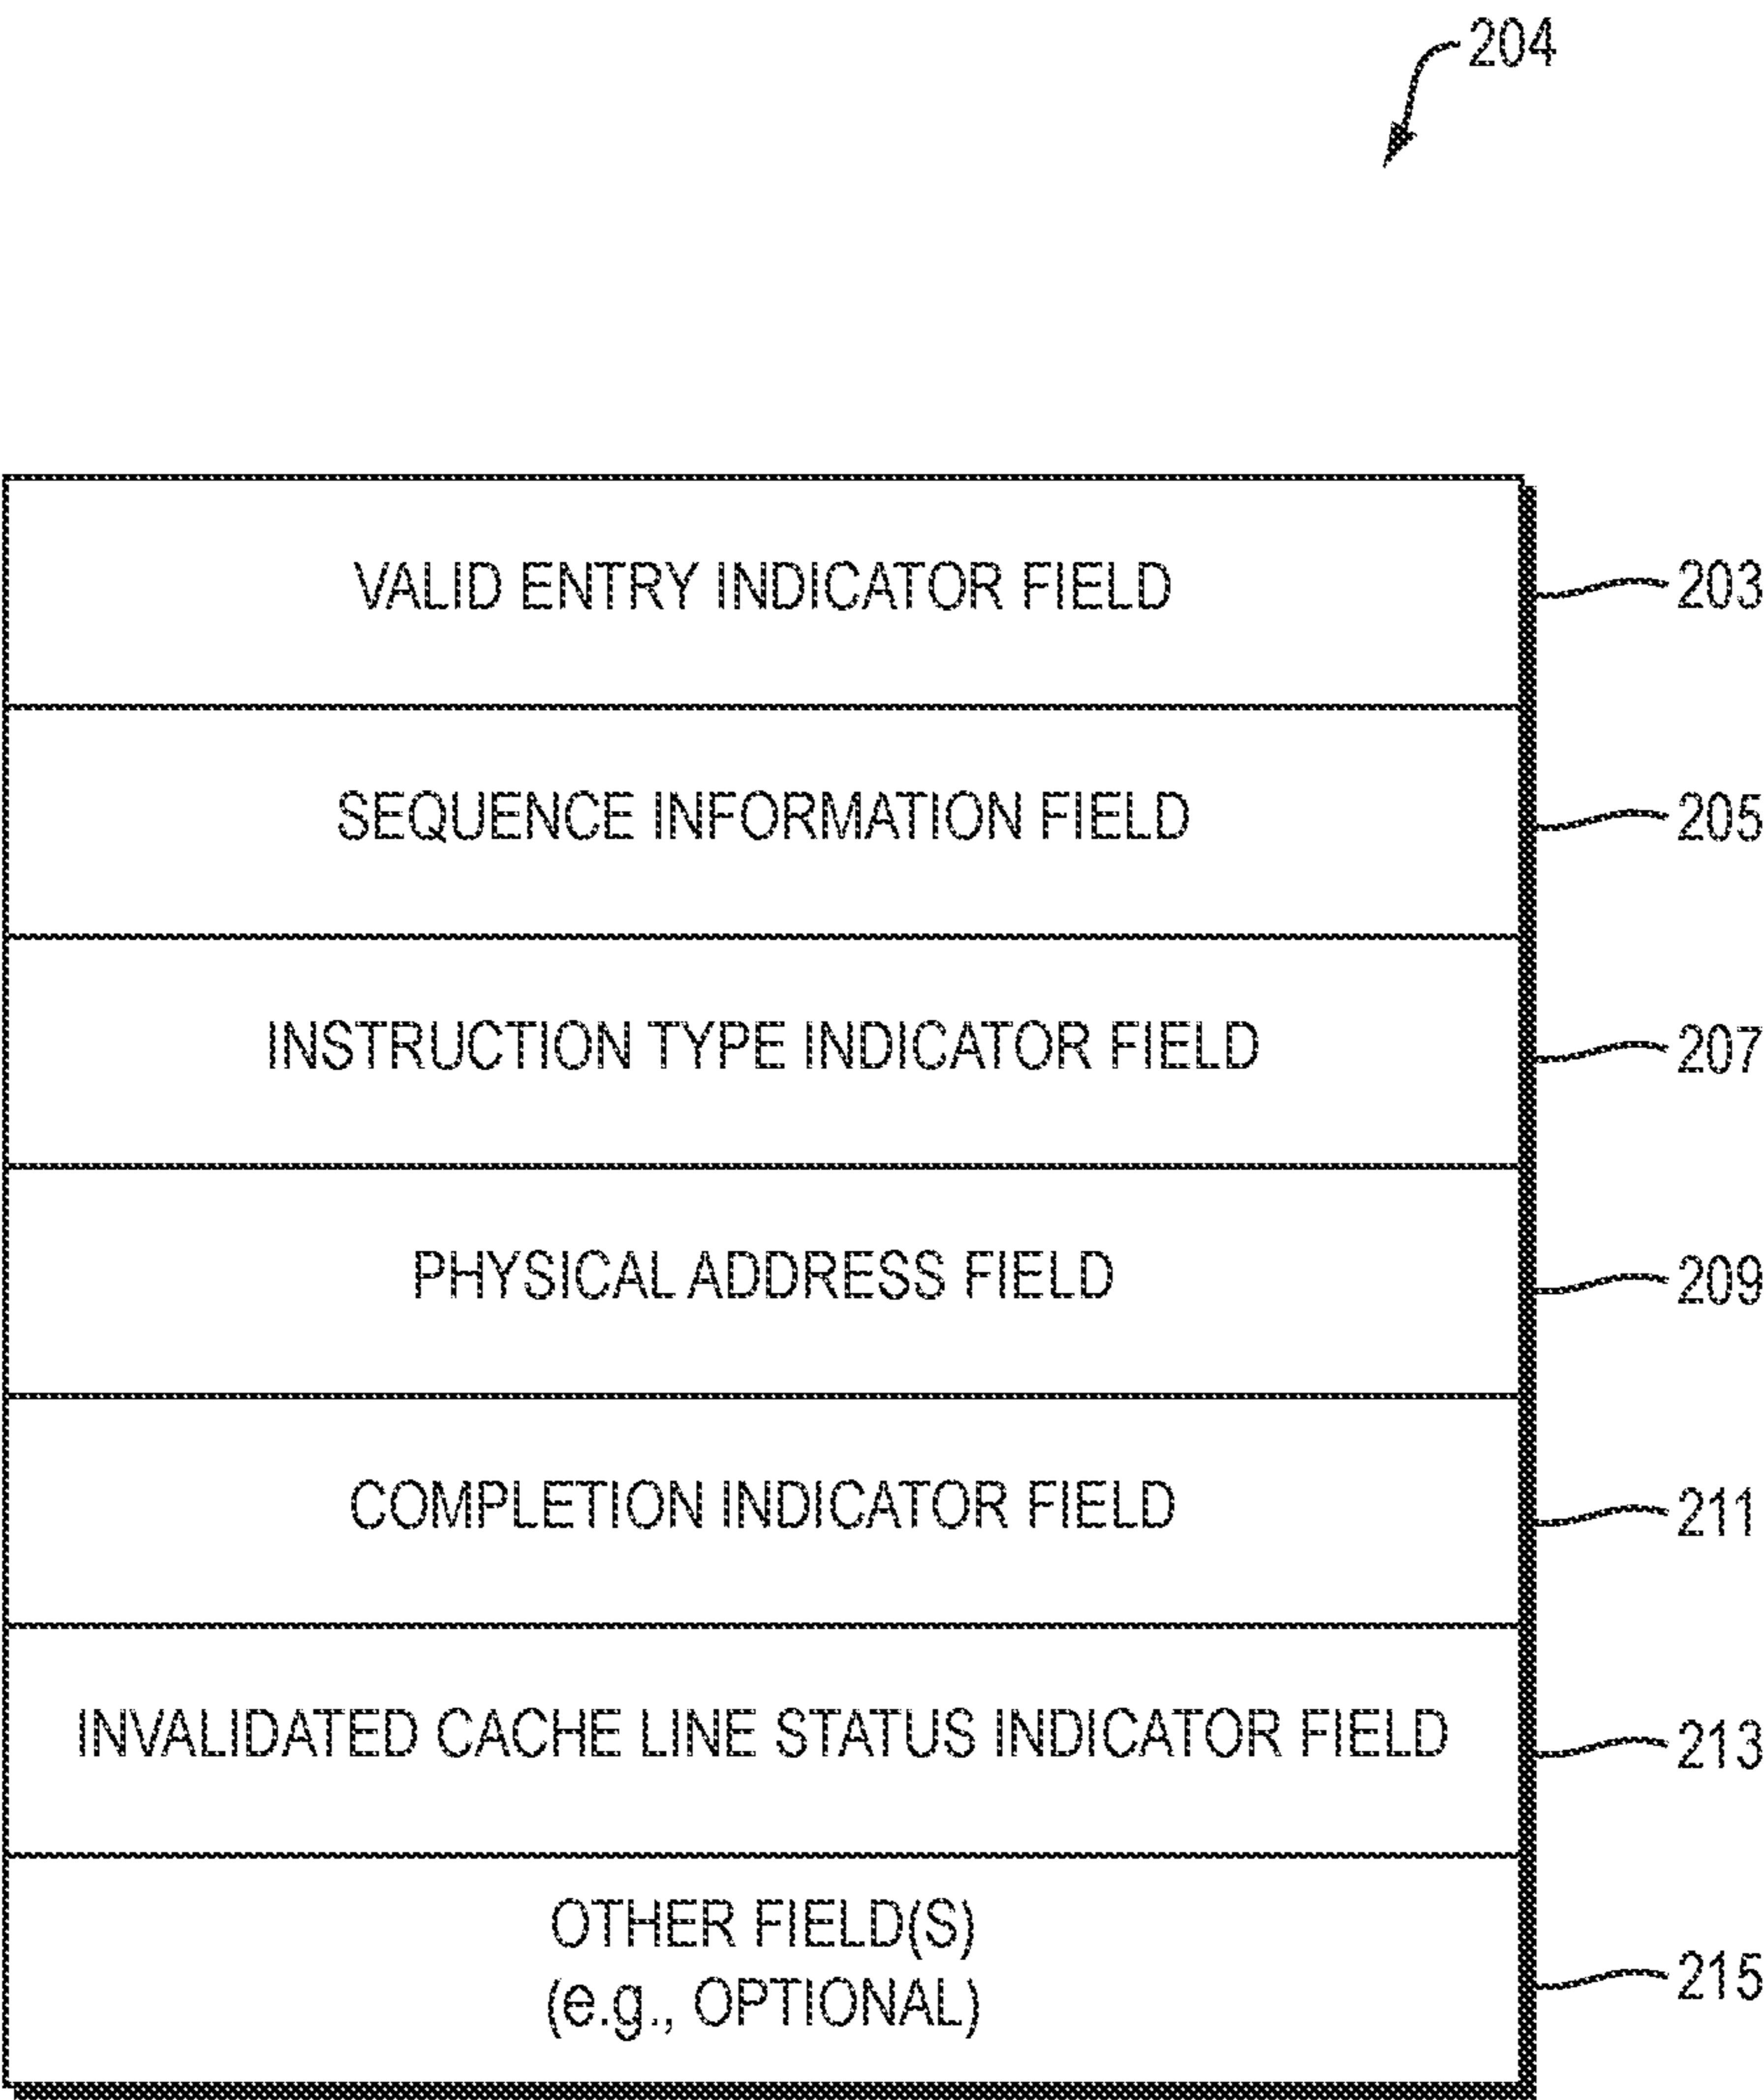 204
VALID ENTRY INDICATOR FIELD
203
SEQUENCE INFORMATION FIELD
205
INSTRUCTION TYPE INDICATOR FIELD
207
PHYSICAL ADDRESS FIELD
209
COMPLETION INDICATOR FIELD
211
INVALIDATED CACHE LINE STATUS INDICATOR FIELD
213
OTHER FIELD(S)
(e.g., OPTIONAL)
215